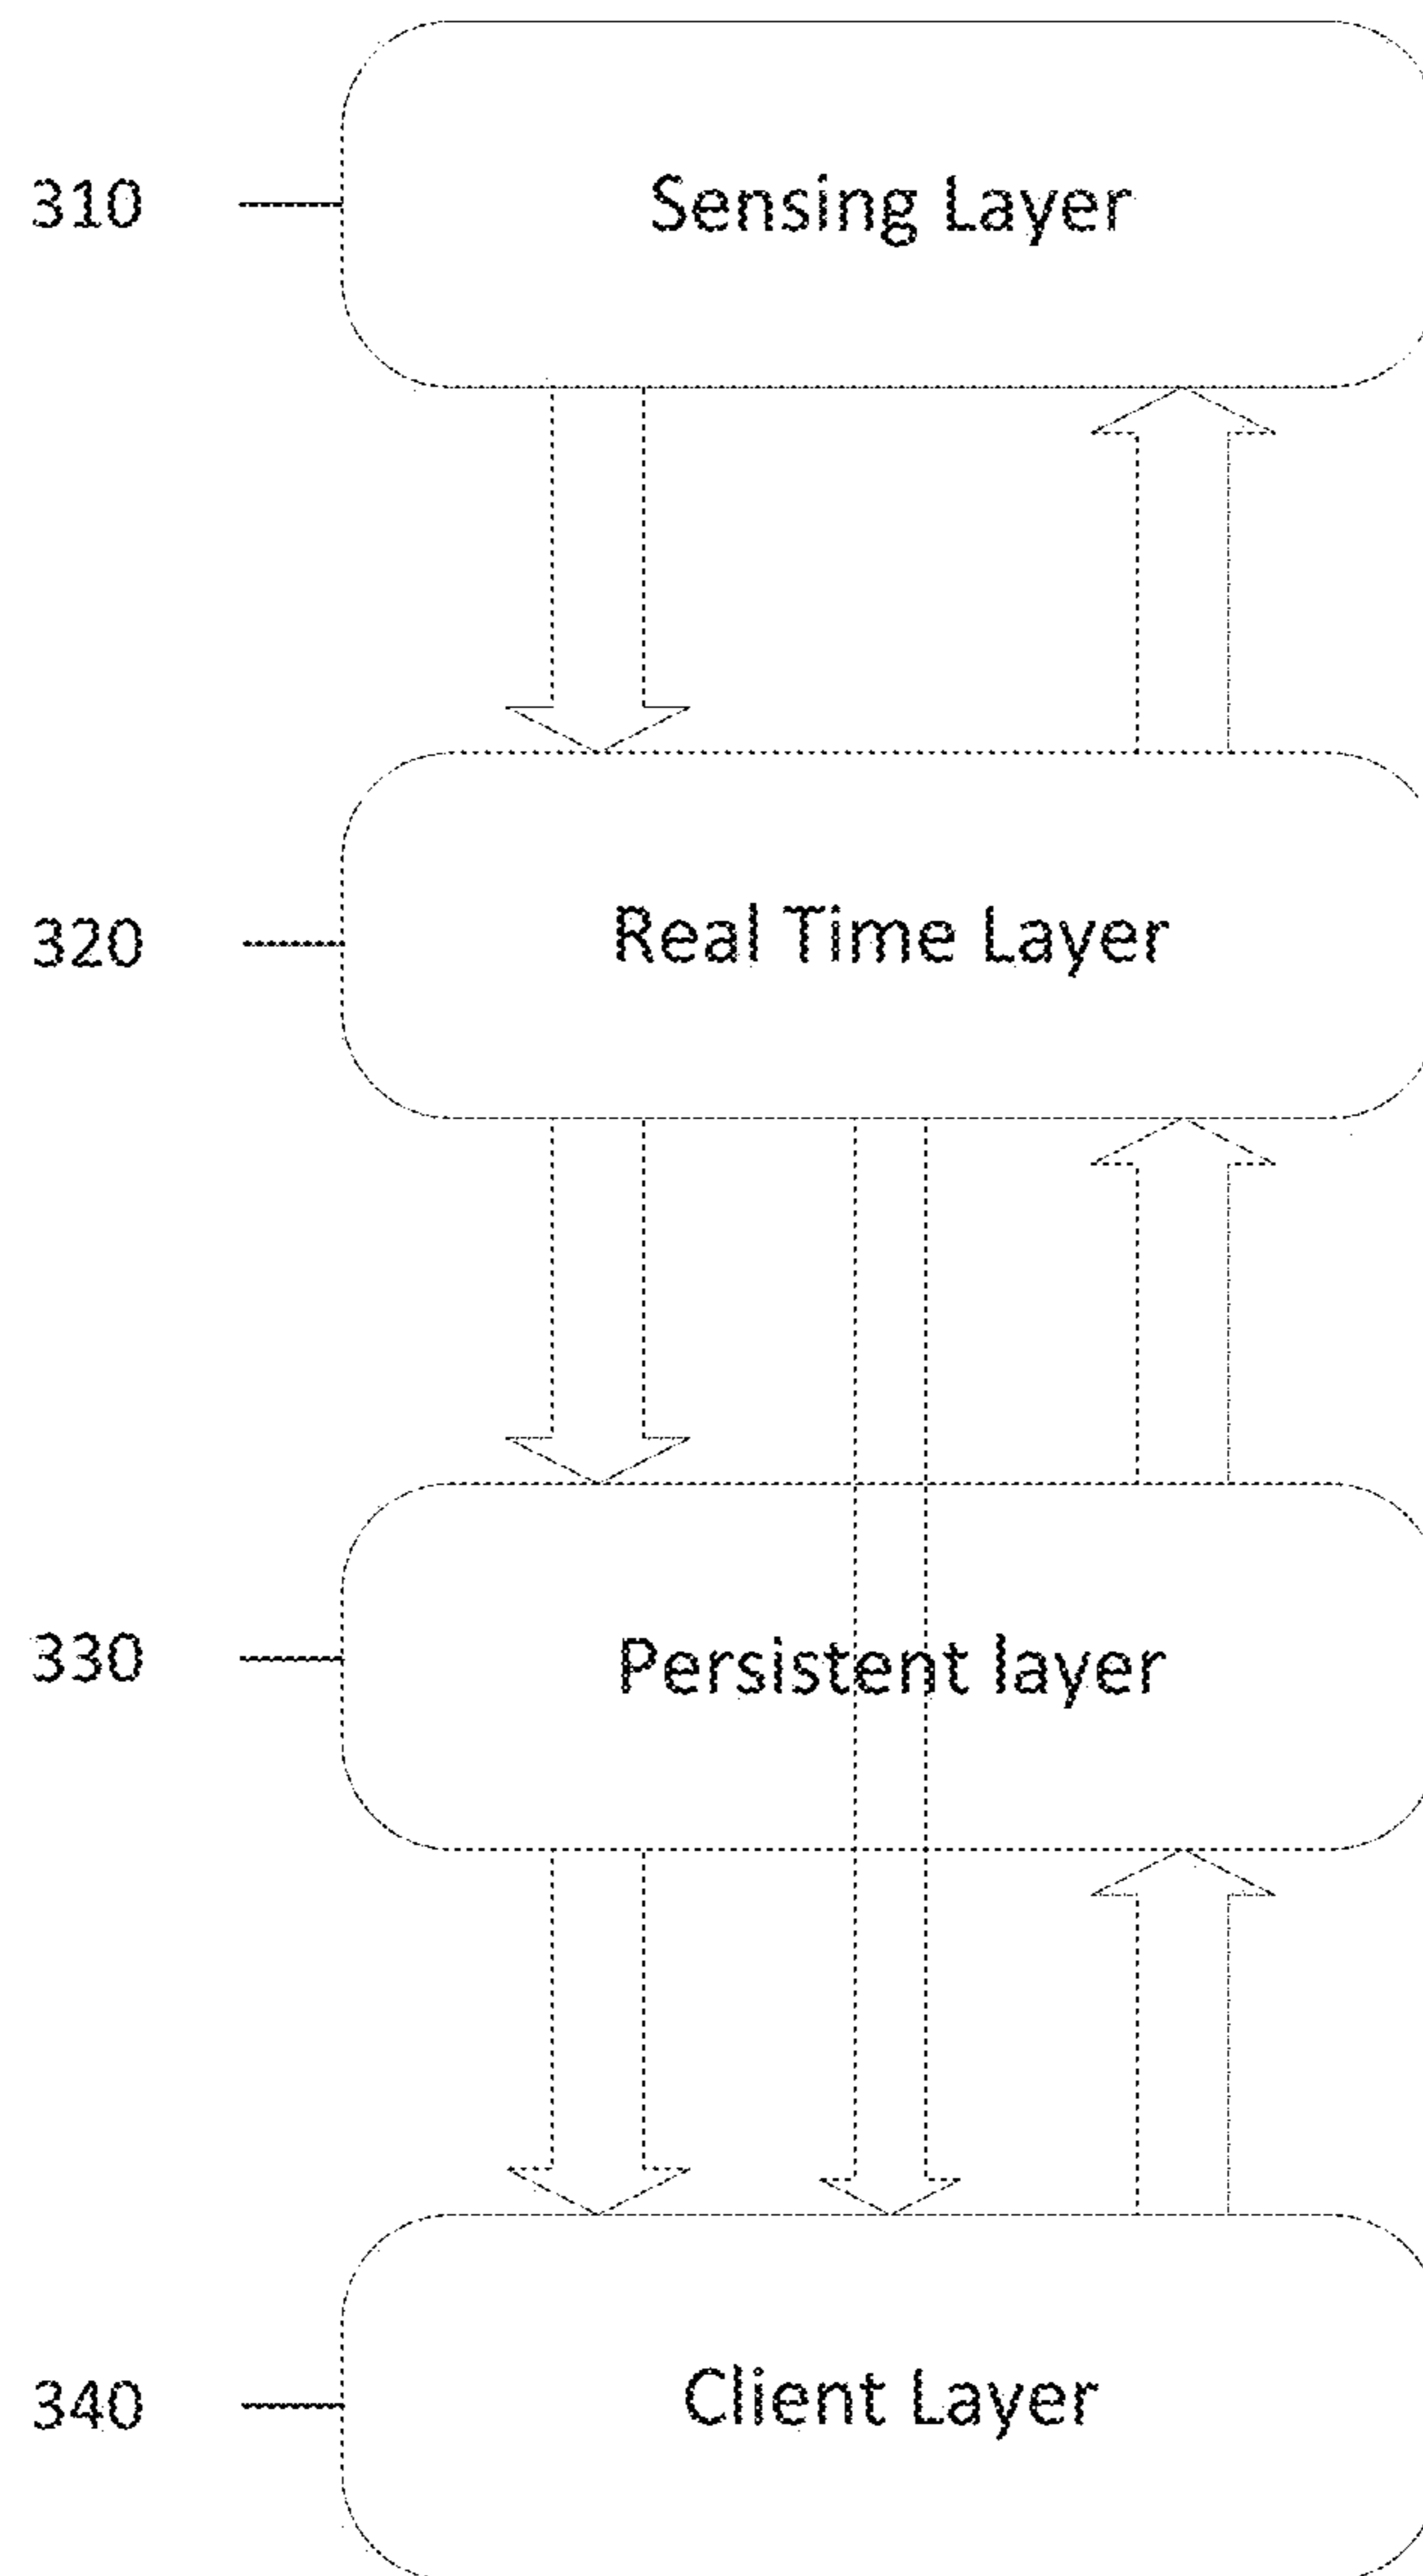 310
Sensing Layer
320
Real Time Layer
330
Persistent layer
340
Client Layer